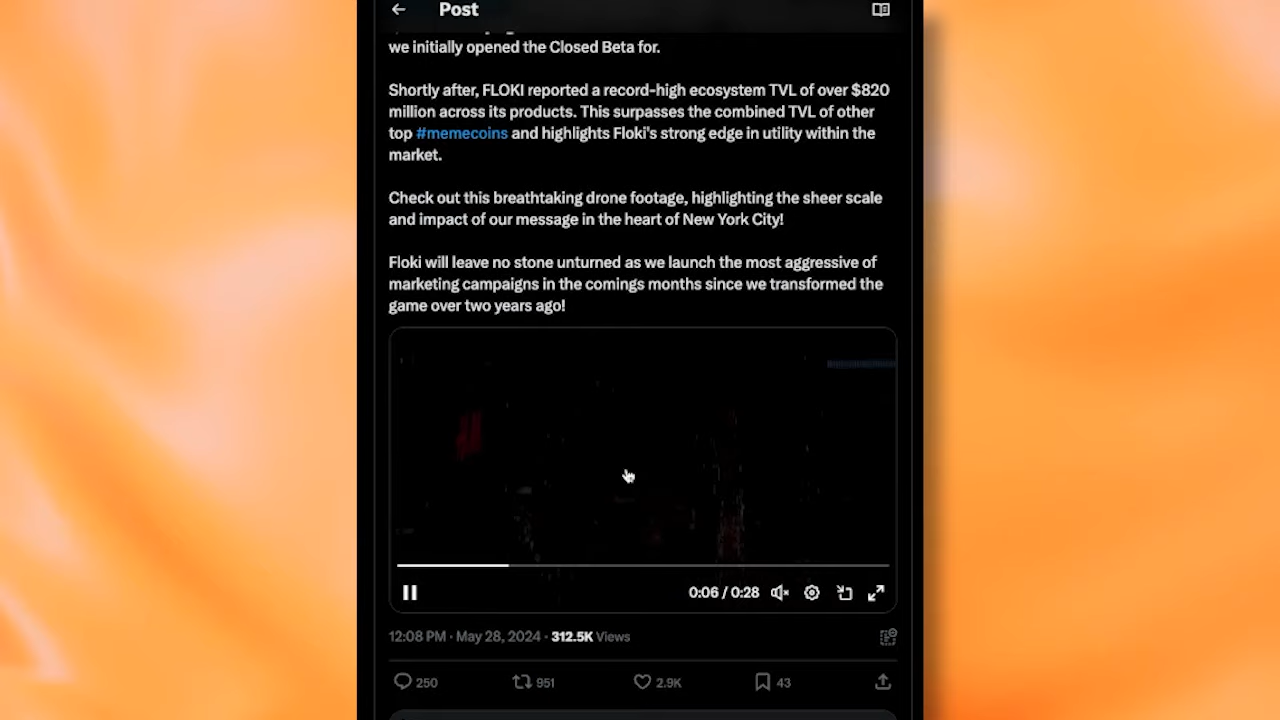 Post
we initially opened the Closed Beta for.
Shortly after, FLOKI reported a record-high ecosystem TVL of over $820
million across its products. This surpasses the combined TVL of other
top #memecoins and highlights Floki's strong edge in utility within the
market.
Check out this breathtaking drone footage, highlighting the sheer scale
and impact of our message in the heart of New York City!
Floki will leave no stone unturned as we launch the most aggressive of
marketing campaigns in the comings months since we transformed the
game over two years ago!
0:06 / 0:28
12:08 PM · May 28, 2024 · 312.5K Views
250 951 2.9K 43